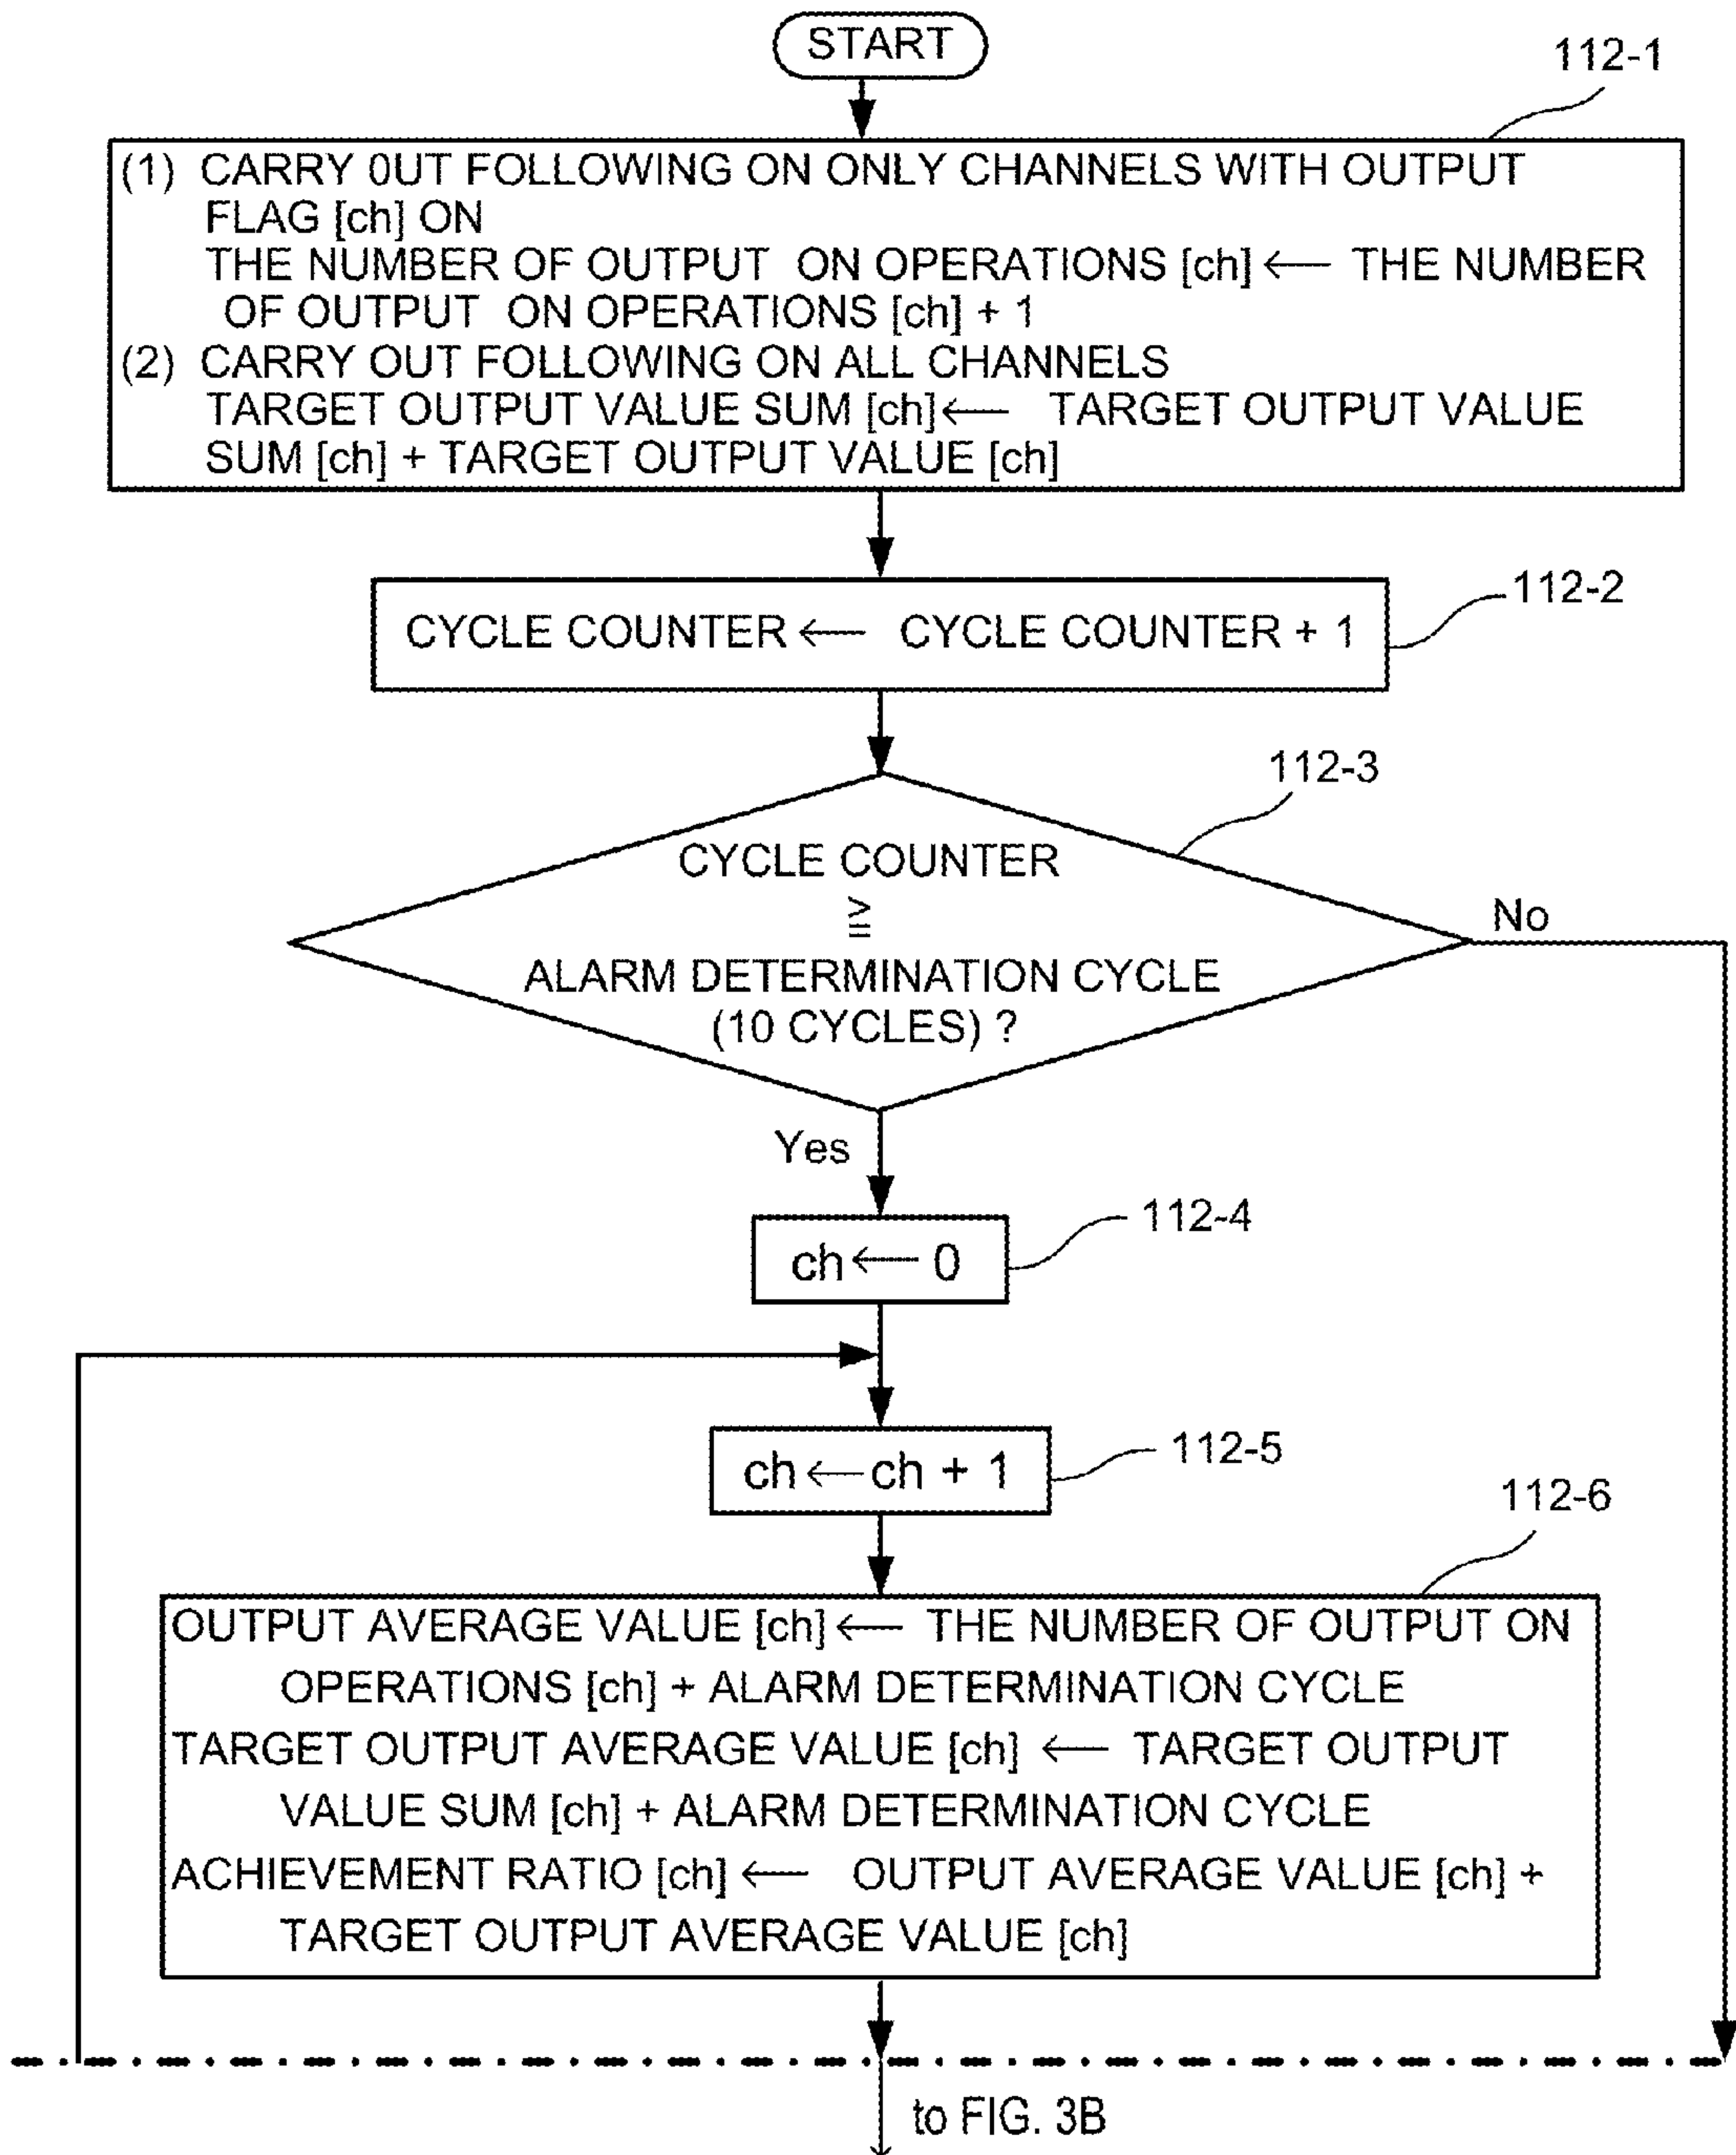 START
112-1
(1) CARRY 0UT FOLLOWING ON ONLY CHANNELS WITH OUTPUT
FLAG [ch] ON
THE NUMBER OF OUTPUT ON OPERATIONS [ch] ← THE NUMBER
OF OUTPUT ON OPERATIONS [ch] + 1
(2) CARRY OUT FOLLOWING ON ALL CHANNELS
TARGET OUTPUT VALUE SUM [ch] ← TARGET OUTPUT VALUE
SUM [ch] + TARGET OUTPUT VALUE [ch]
112-2
CYCLE COUNTER ← CYCLE COUNTER + 1
112-3
CYCLE COUNTER
≧
ALARM DETERMINATION CYCLE
(10 CYCLES) ?
No
Yes
112-4
ch ← 0
112-5
ch ← ch + 1
112-6
OUTPUT AVERAGE VALUE [ch] ← THE NUMBER OF OUTPUT ON
OPERATIONS [ch] + ALARM DETERMINATION CYCLE
TARGET OUTPUT AVERAGE VALUE [ch] ← TARGET OUTPUT
VALUE SUM [ch] + ALARM DETERMINATION CYCLE
ACHIEVEMENT RATIO [ch] ← OUTPUT AVERAGE VALUE [ch] +
TARGET OUTPUT AVERAGE VALUE [ch]
to FIG. 3B